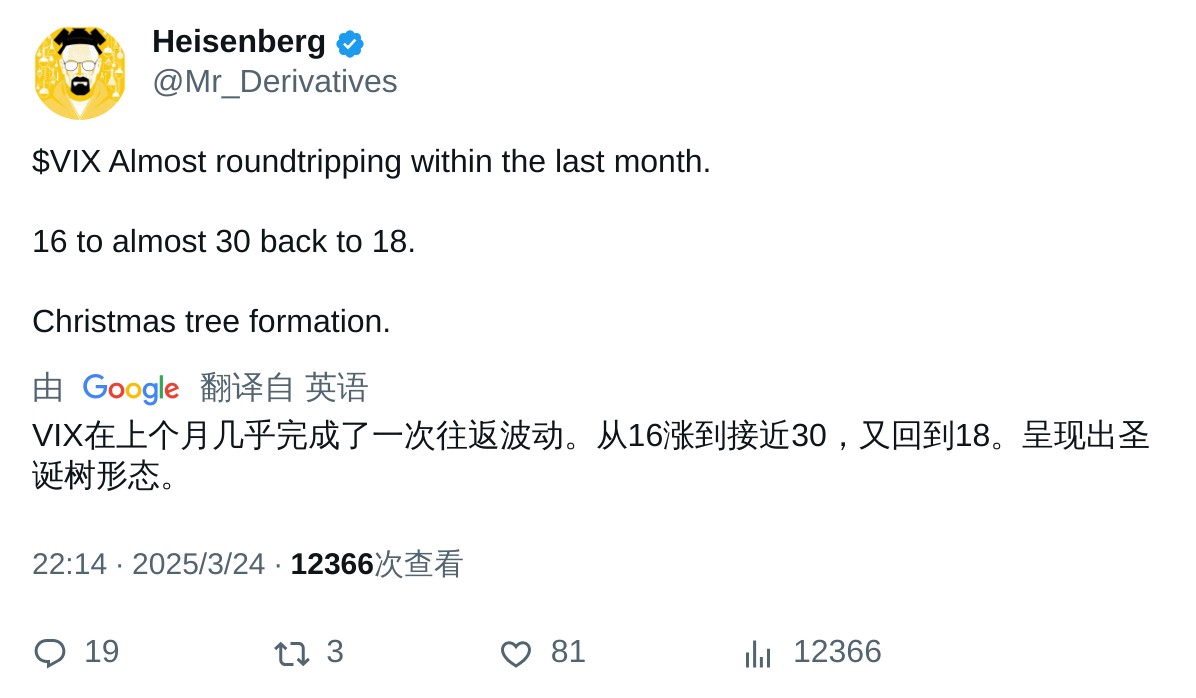 Heisenberg
@Mr_Derivatives
$VIX Almost roundtripping within the last month.
16 to almost 30 back to 18.
Christmas tree formation.
由 Google 翻译自 英语
VIX在上个月几乎完成了一次往返波动。从16涨到接近30，又回到18。呈现出圣
诞树形态。
22:14 · 2025/3/24 · 12366次查看
19 3 81 12366